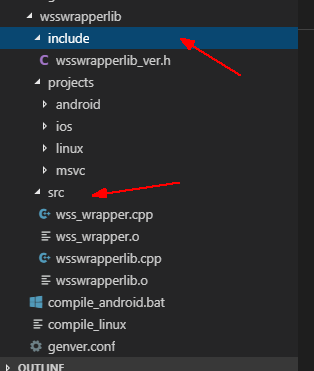 wsswrapperlib
include
wsswrapperlib_ver.h
projects
android
ios
linux
msvc
src
wss_wrapper.cpp
wss_wrapper.o
wsswrapperlib.cpp
wsswrapperlib.o
compile_android.bat
compile_linux
genver.conf
OUTLINE